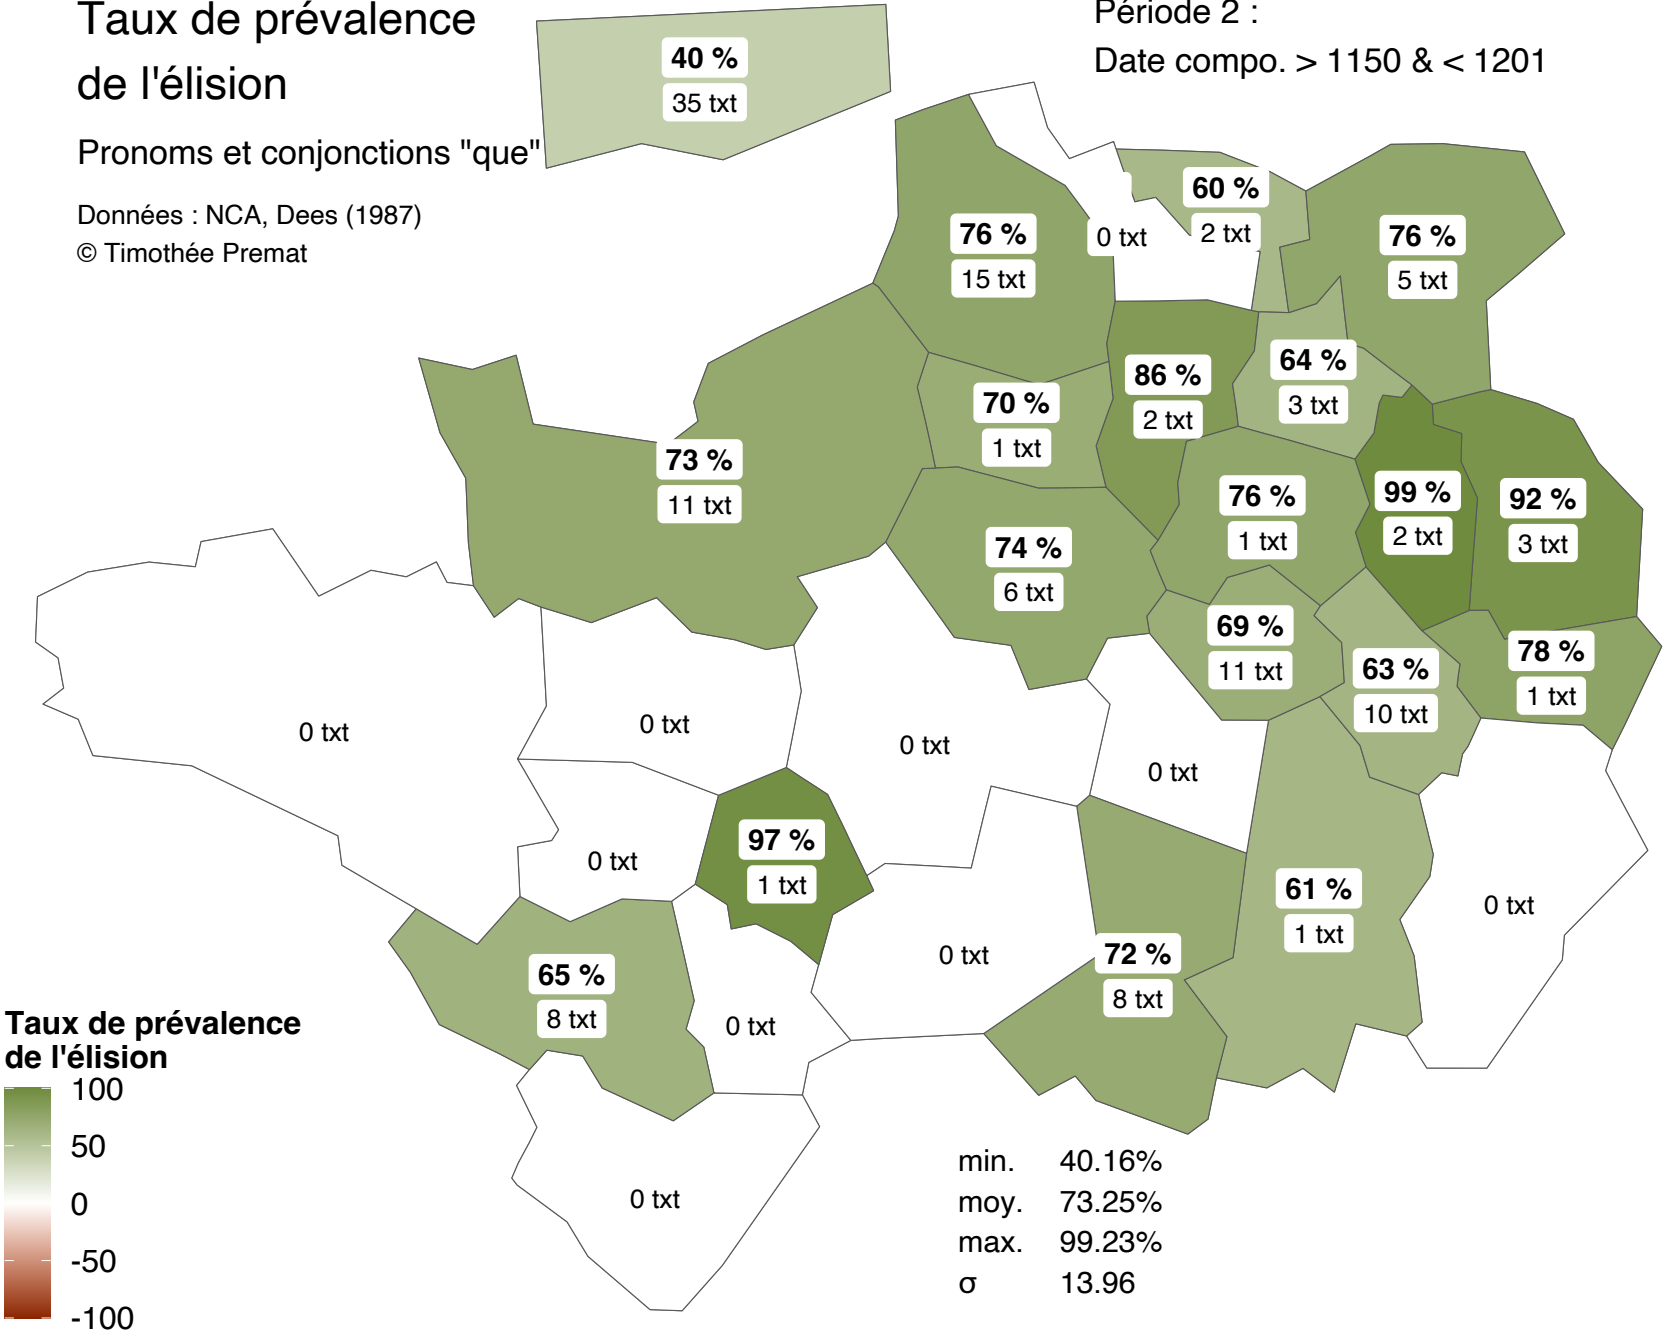 Taux de prévalence
de l'élision
Pronoms et conjonctions "que"
Données : NCA, Dees (1987)
© Timothée Premat
Période 2 :
Date compo. > 1150 & < 1201
40 %
35 txt
60 %
2 txt
0 txt
76 %
15 txt
76 %
5 txt
64 %
3 txt
86 %
2 txt
70 %
1 txt
73 %
11 txt
76 %
1 txt
99 %
2 txt
92 %
3 txt
74 %
6 txt
69 %
11 txt
63 %
10 txt
78 %
1 txt
0 txt
0 txt
0 txt
0 txt
97 %
1 txt
0 txt
61 %
1 txt
0 txt
72 %
8 txt
0 txt
65 %
8 txt
0 txt
0 txt
Taux de prévalence
de l'élision
100
50
0
-50
-100
min. 40.16%
moy. 73.25%
max. 99.23%
σ 13.96